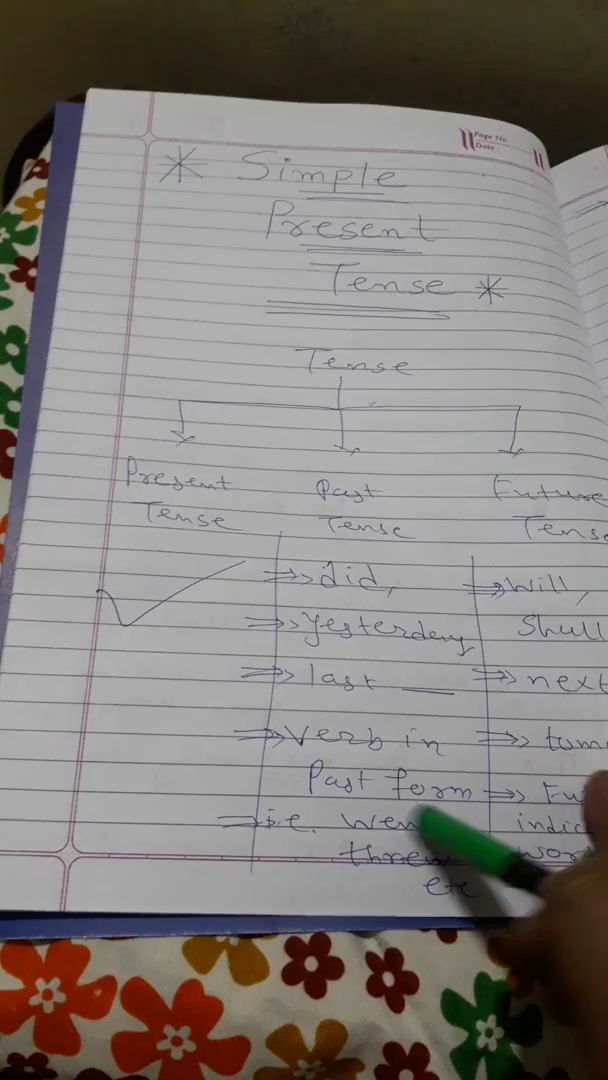 Page No
Date :
* Simple
Present
Tense *
Tense
Present Past Future
Tense Tense Tense
⇒ did, ⇒ will,
⇒ Yesterday, Shall
⇒ last __ ⇒ next
⇒ Verb in ⇒
Past form ⇒
⇒ i.e.
threw
etc